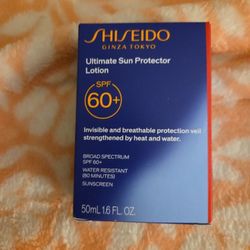 SHISEIDO
GINZA TOKYO
Ultimate Sun Protector
Lotion
SPF
60+
Invisible and breathable protection veil
strengthened by heat and water.
BROAD SPECTRUM
SPF 60+
WATER RESISTANT
(80 MINUTES)
SUNSCREEN
50mL 1.6 FL. OZ.